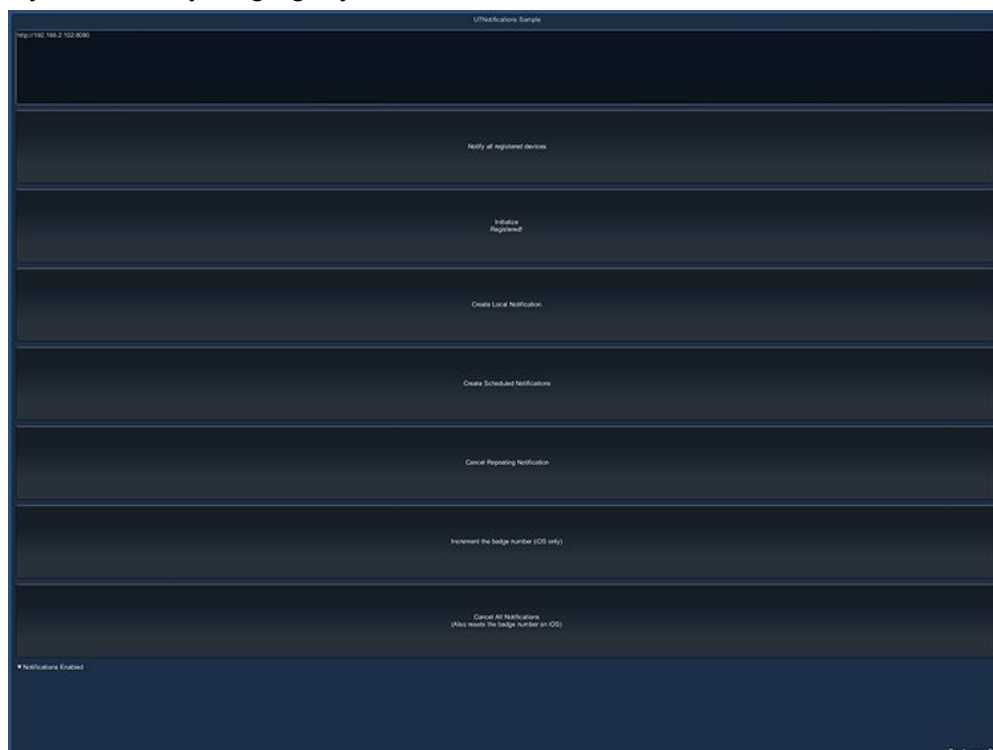 UTNotifications Sample
http://192.168.2.102:8080
Notify all registered devices
Initialize
Registered!
Create Local Notification
Create Scheduled Notifications
Cancel Repeating Notification
Increment the badge number (iOS only)
Cancel All Notifications
(Also resets the badge number on iOS)
Notifications Enabled